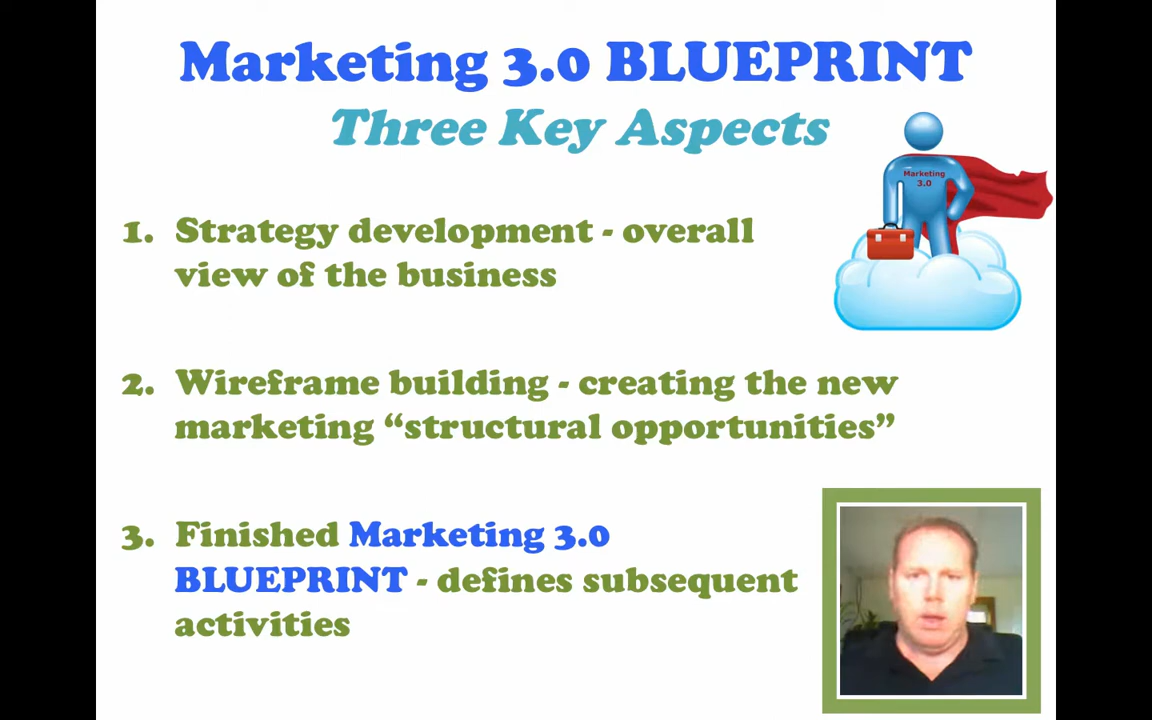 Marketing 3.0 BLUEPRINT
Three Key Aspects
Marketing
3.0
1. Strategy development - overall
view of the business
2. Wireframe building - creating the new
marketing “structural opportunities”
3. Finished Marketing 3.0
BLUEPRINT - defines subsequent
activities